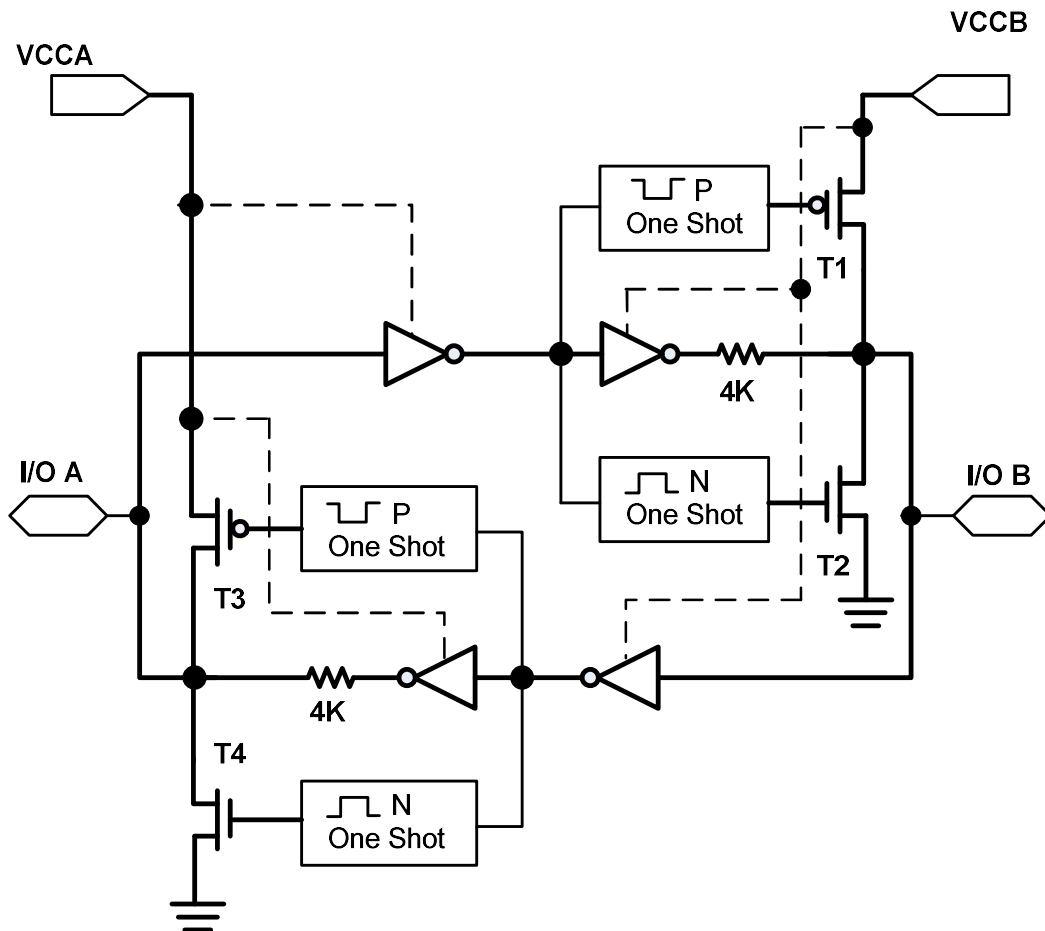 VCCB
VCCA
P
One Shot
T1
4K
I/O A
N
One Shot
I/O B
P
One Shot
T2
T3
4K
T4
N
One Shot